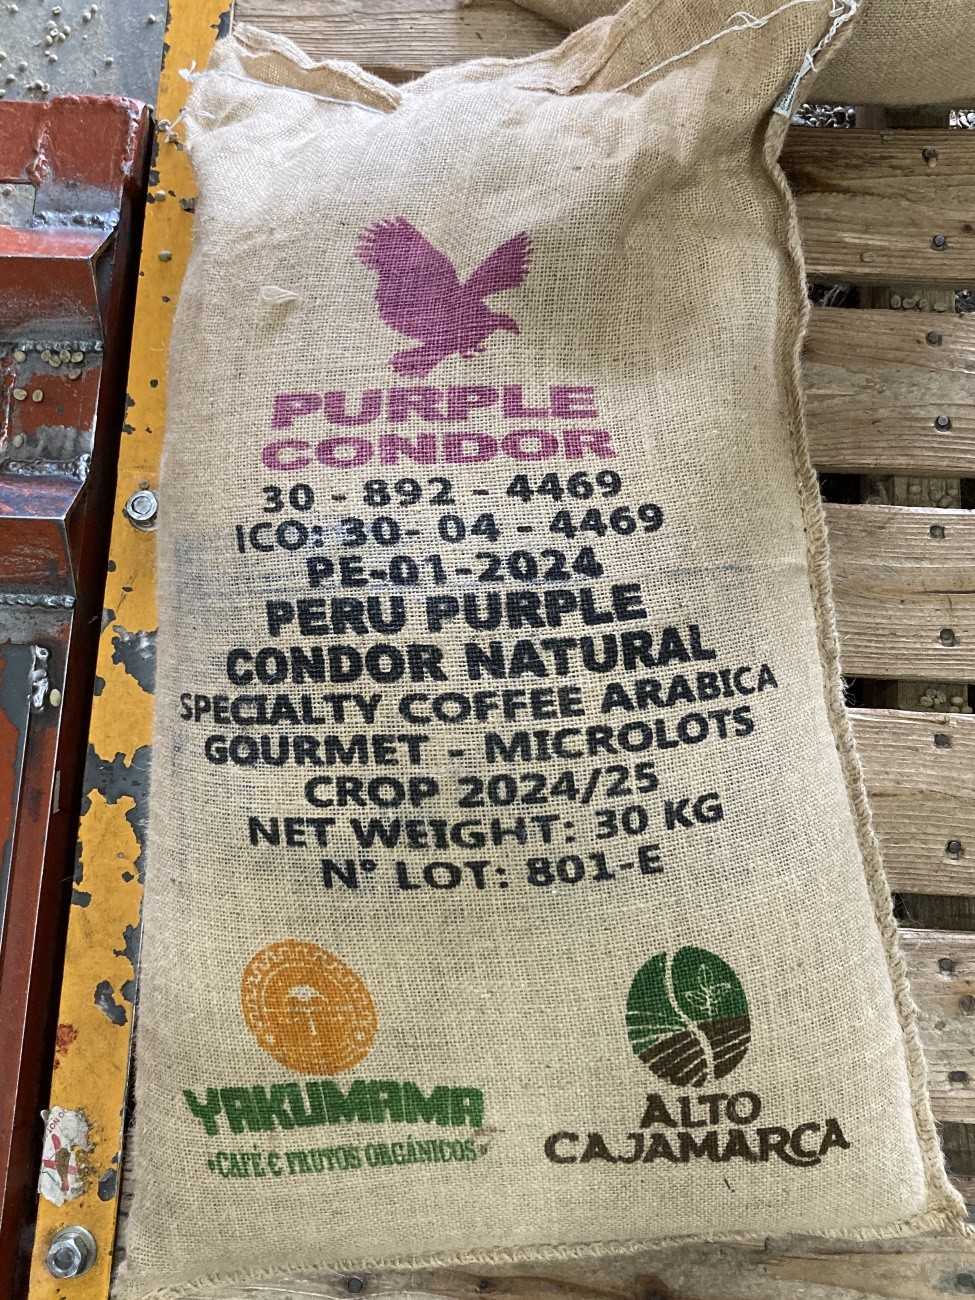 PURPLE
CONDOR
30 - 892 - 4469
ICO: 30- 04 - 4469
PE-01-2024
PERU PURPLE
CONDOR NATURAL
SPECIALTY COFFEE ARABICA
GOURMET - MICROLOTS
CROP 2024/25
NET WEIGHT: 30 KG
N° LOT: 801-E
YAKUMAMA
•CAFÉ & FRUTOS ORGÁNICOS•
ALTO
CAJAMARCA